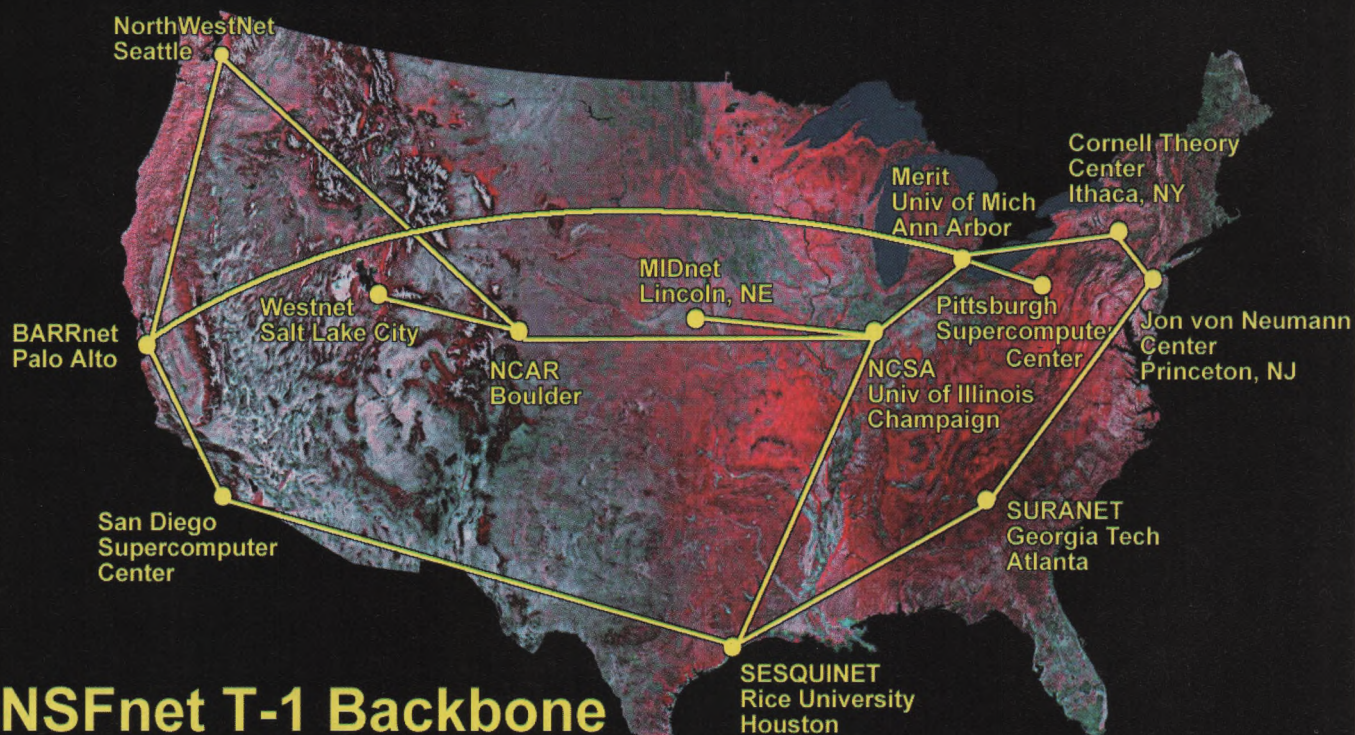 NorthWestNet
Seattle
Cornell Theory
Center
Ithaca, NY
Merit
Univ of Mich
Ann Arbor
MIDnet
Lincoln, NE
Westnet
Salt Lake City
Pittsburgh
Supercomputer
Center
Jon von Neumann
Center
Princeton, NJ
BARRnet
Palo Alto
NCAR
Boulder
NCSA
Univ of Illinois
Champaign
San Diego
Supercomputer
Center
SURANET
Georgia Tech
Atlanta
SESQUINET
Rice University
Houston
NSFnet T-1 Backbone